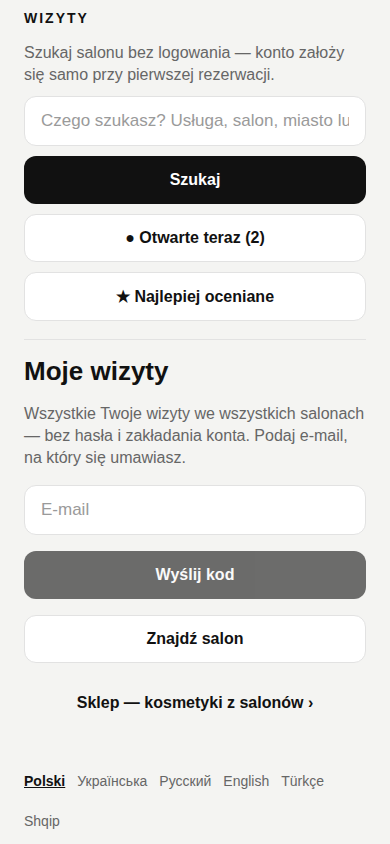 WIZYTY
Szukaj salonu bez logowania — konto założy
się samo przy pierwszej rezerwacji.
Czego szukasz? Usługa, salon, miasto lu
Szukaj
● Otwarte teraz (2)
★ Najlepiej oceniane
Moje wizyty
Wszystkie Twoje wizyty we wszystkich salonach
— bez hasła i zakładania konta. Podaj e-mail,
na który się umawiasz.
E-mail
Wyślij kod
Znajdź salon
Sklep — kosmetyki z salonów ›
Polski Українська Русский English Türkçe
Shqip